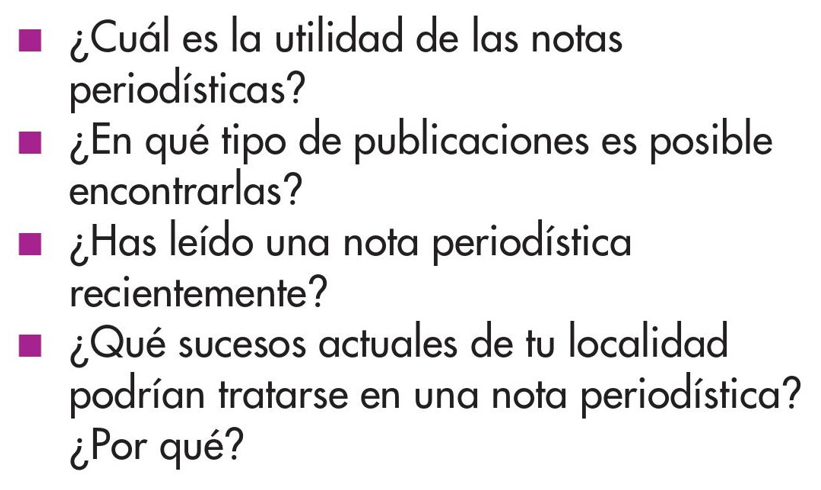 ■ ¿Cuál es la utilidad de las notas
periodísticas?
■ ¿En qué tipo de publicaciones es posible
encontrarlas?
■ ¿Has leído una nota periodística
recientemente?
■ ¿Qué sucesos actuales de tu localidad
podrían tratarse en una nota periodística?
¿Por qué?